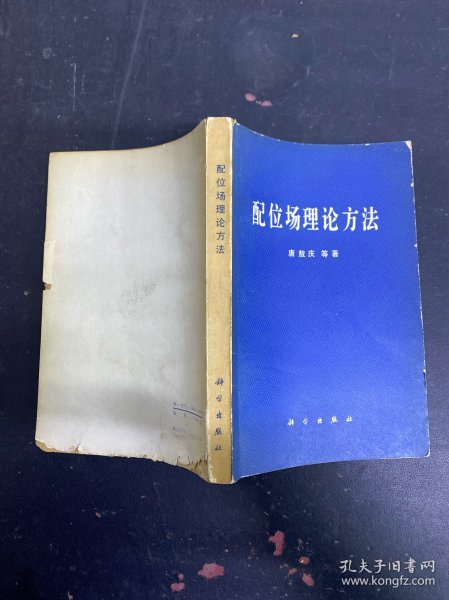 配位场理论方法
唐敖庆 等著
科学出版社
配位场理论方法
科学出版社
孔夫子旧书网
www.kongfz.com